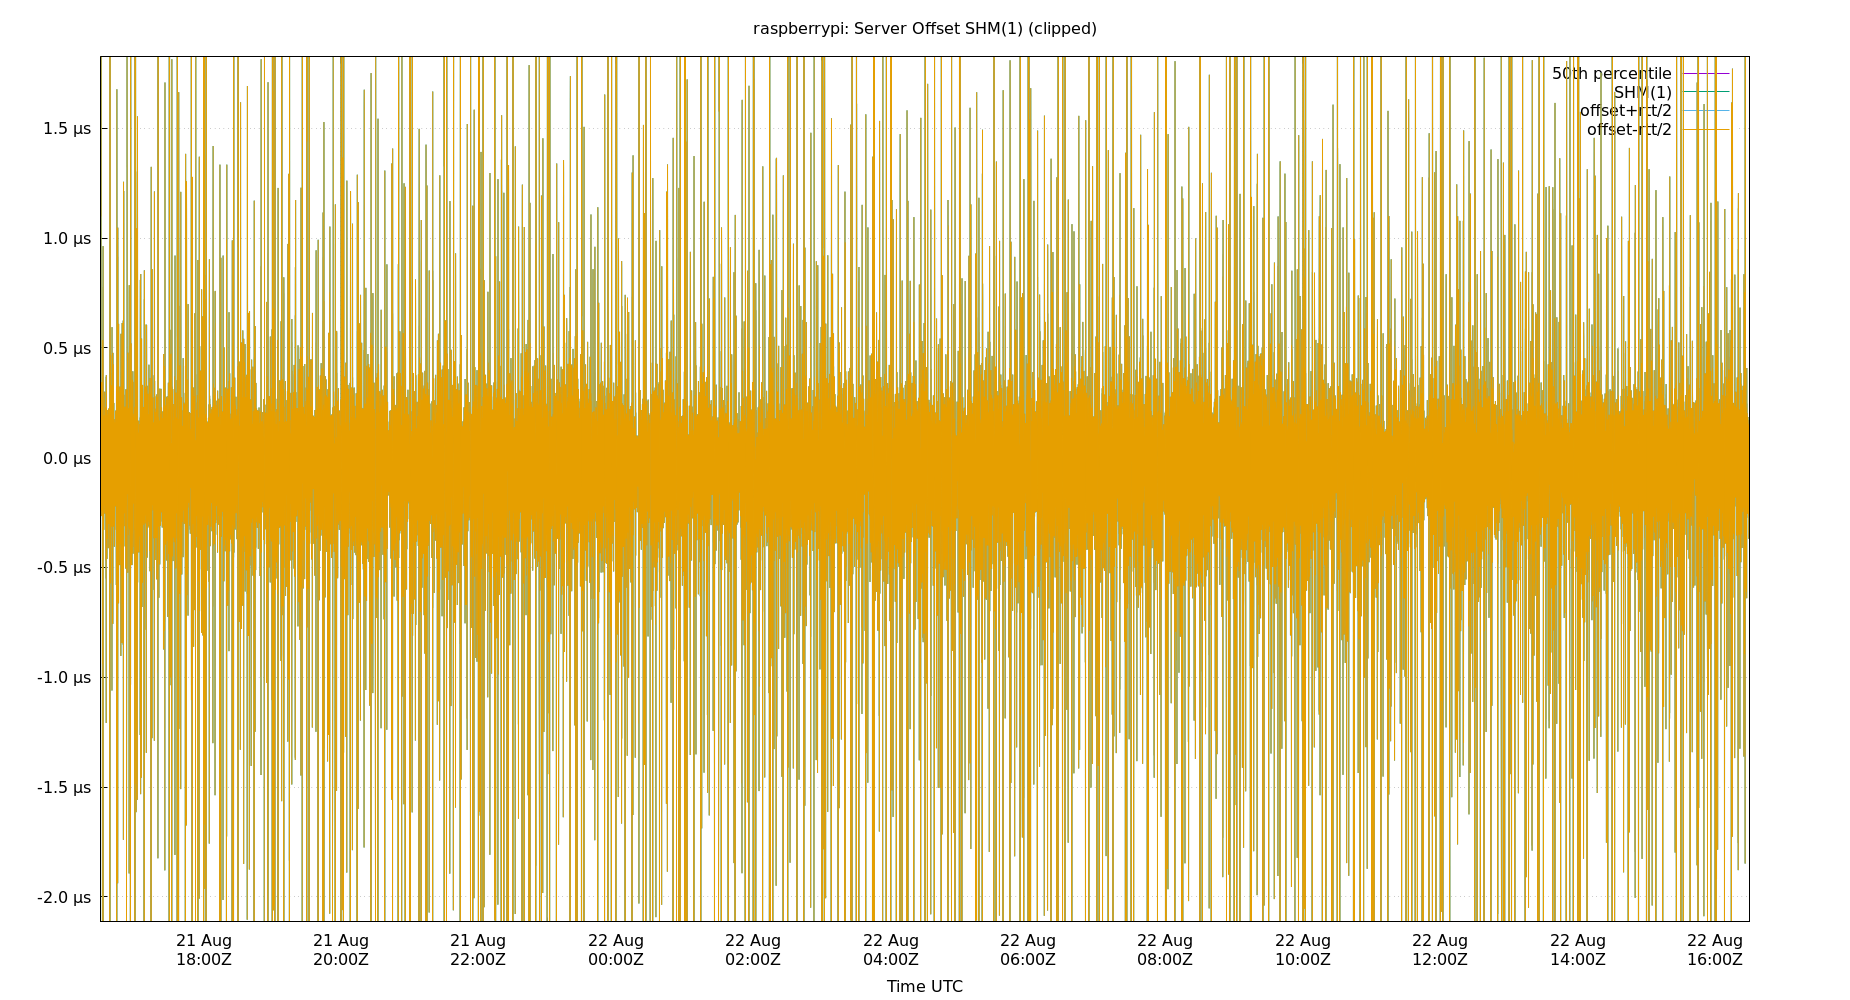 raspberrypi: Server Offset SHM(1) (clipped)
50th percentile
SHM(1)
offset+rtt/2
offset-rtt/2
1.5 µs
1.0 µs
0.5 µs
0.0 µs
-0.5 µs
-1.0 µs
-1.5 µs
-2.0 µs
21 Aug 21 Aug 21 Aug 22 Aug 22 Aug 22 Aug 22 Aug 22 Aug 22 Aug 22 Aug 22 Aug 22 Aug
18:00Z 20:00Z 22:00Z 00:00Z 02:00Z 04:00Z 06:00Z 08:00Z 10:00Z 12:00Z 14:00Z 16:00Z
Time UTC